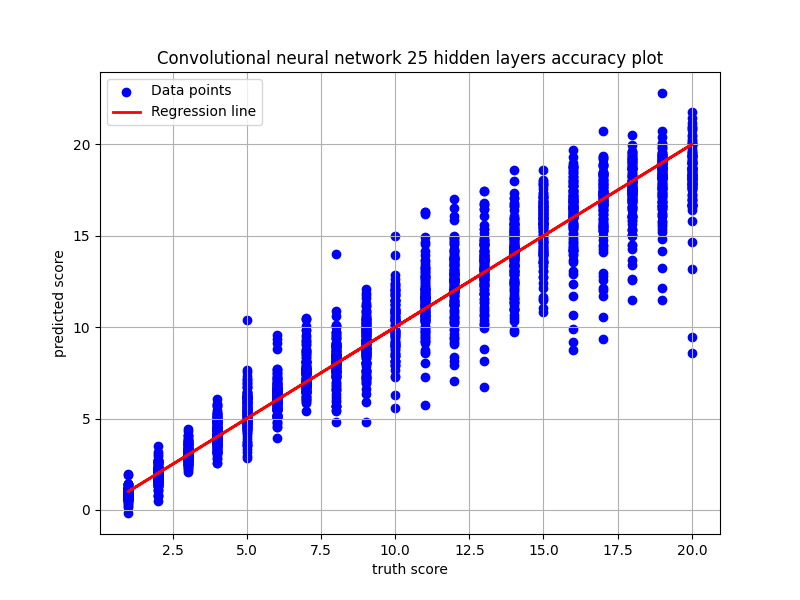 Convolutional neural network 25 hidden layers accuracy plot
Data points
Regression line
20
15
10
5
0
predicted score
2.5 5.0 7.5 10.0 12.5 15.0 17.5 20.0
truth score